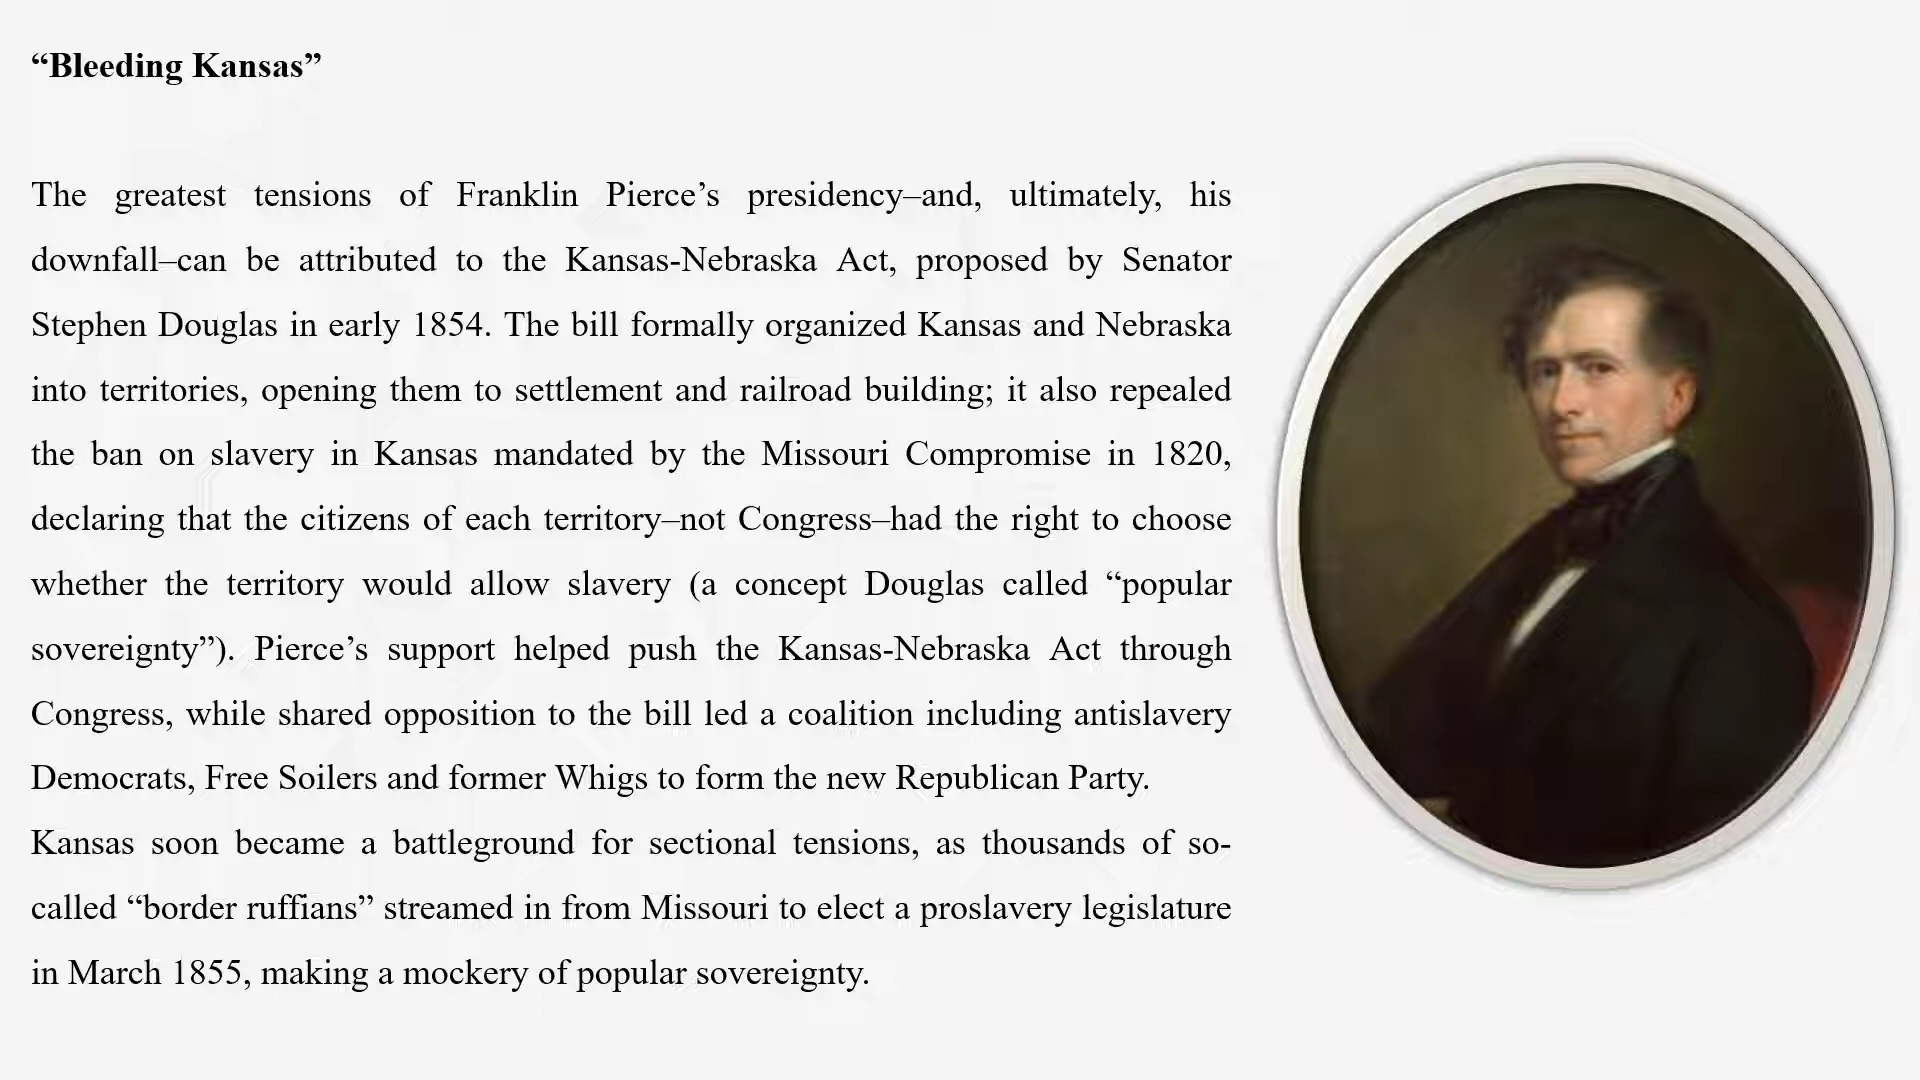 “Bleeding Kansas”
The greatest tensions of Franklin Pierce’s presidency–and, ultimately, his
downfall–can be attributed to the Kansas-Nebraska Act, proposed by Senator
Stephen Douglas in early 1854. The bill formally organized Kansas and Nebraska
into territories, opening them to settlement and railroad building; it also repealed
the ban on slavery in Kansas mandated by the Missouri Compromise in 1820,
declaring that the citizens of each territory–not Congress–had the right to choose
whether the territory would allow slavery (a concept Douglas called “popular
sovereignty”). Pierce’s support helped push the Kansas-Nebraska Act through
Congress, while shared opposition to the bill led a coalition including antislavery
Democrats, Free Soilers and former Whigs to form the new Republican Party.
Kansas soon became a battleground for sectional tensions, as thousands of so-
called “border ruffians” streamed in from Missouri to elect a proslavery legislature
in March 1855, making a mockery of popular sovereignty.